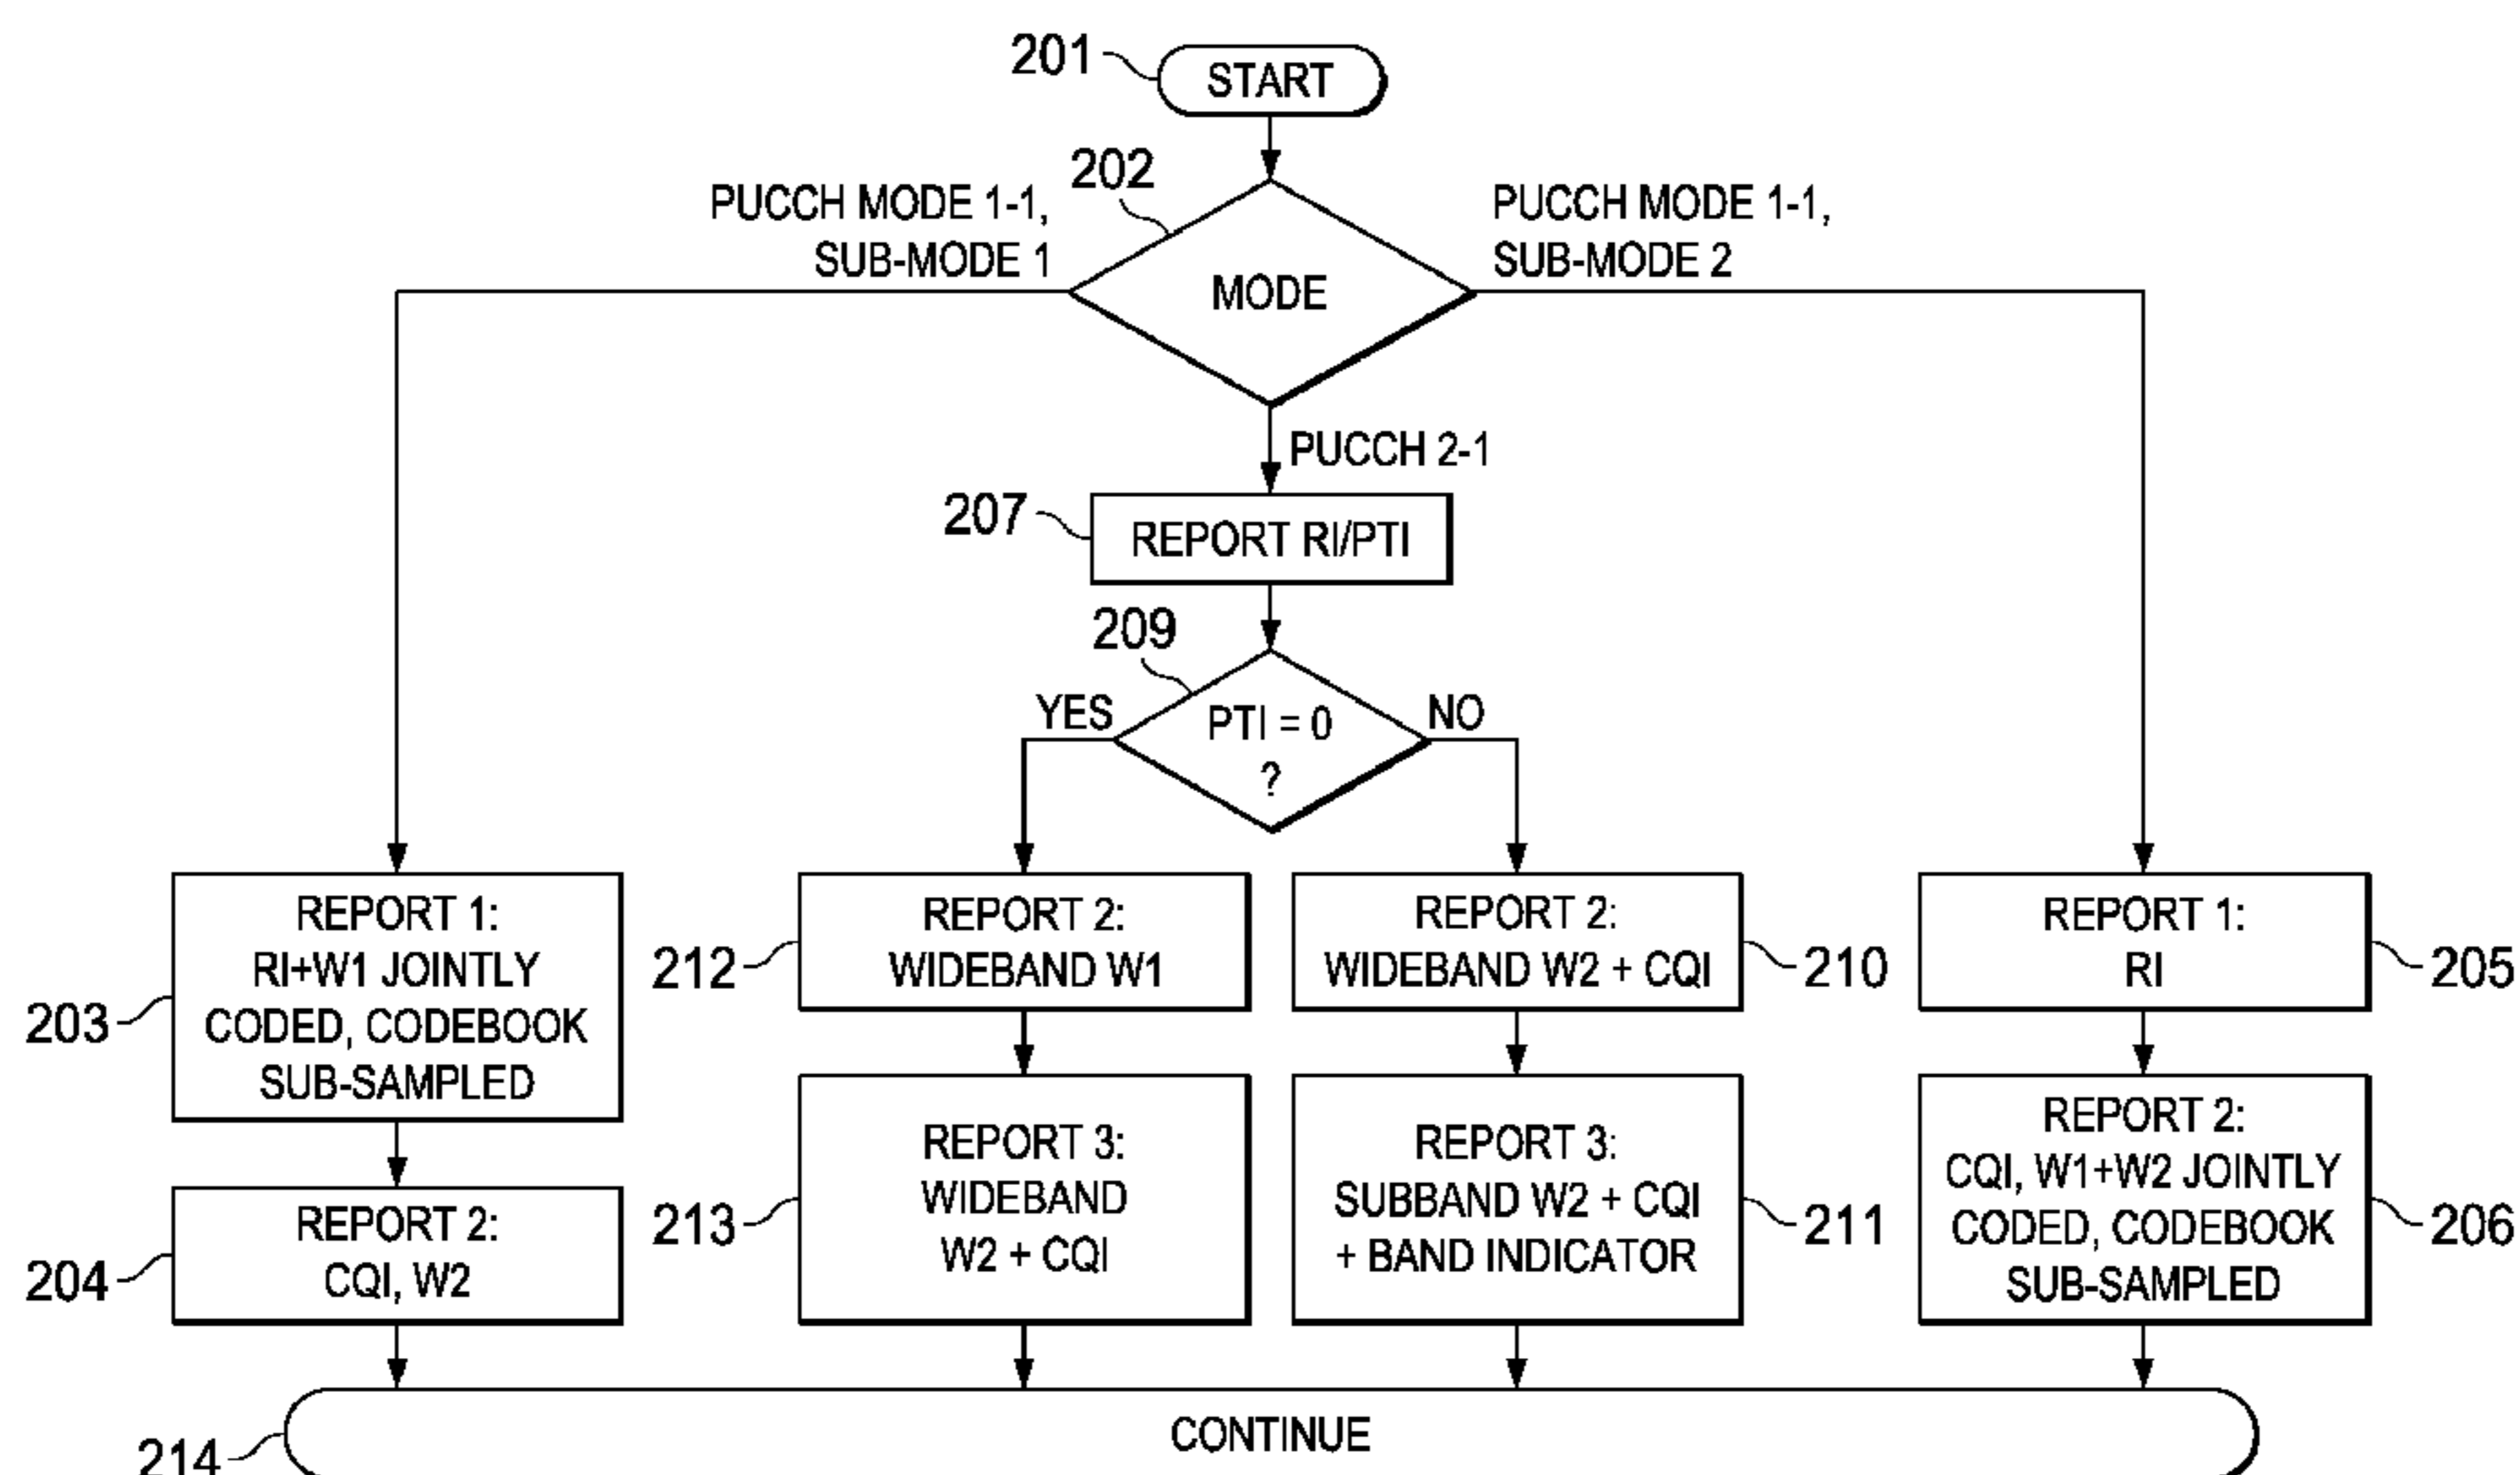 201
START
202
PUCCH MODE 1-1,
SUB-MODE 1
PUCCH MODE 1-1,
SUB-MODE 2
MODE
PUCCH 2-1
207
REPORT RI/PTI
209
YES
PTI = 0
?
NO
203
REPORT 1:
RI+W1 JOINTLY
CODED, CODEBOOK
SUB-SAMPLED
212
REPORT 2:
WIDEBAND W1
REPORT 2:
WIDEBAND W2 + CQI
210
REPORT 1:
RI
205
204
REPORT 2:
CQI, W2
213
REPORT 3:
WIDEBAND
W2 + CQI
REPORT 3:
SUBBAND W2 + CQI
+ BAND INDICATOR
211
REPORT 2:
CQI, W1+W2 JOINTLY
CODED, CODEBOOK
SUB-SAMPLED
206
214
CONTINUE